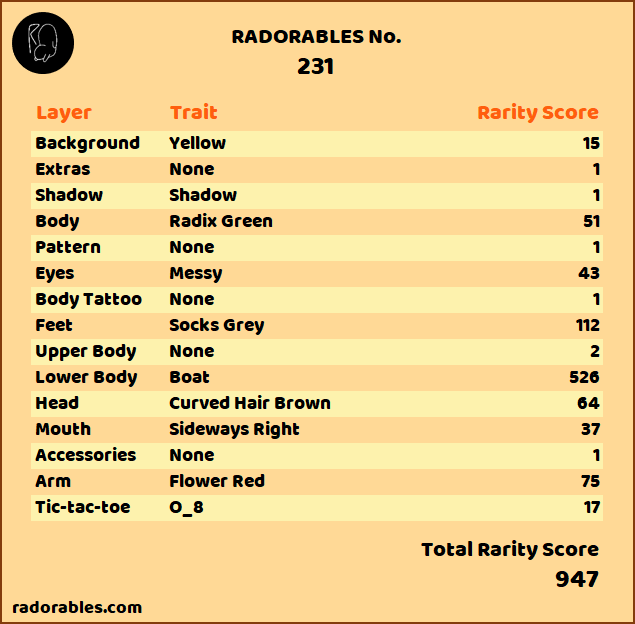 RADORABLES No.
231
Layer Trait Rarity Score
Background Yellow 15
Extras None 1
Shadow Shadow 1
Body Radix Green 51
Pattern None 1
Eyes Messy 43
Body Tattoo None 1
Feet Socks Grey 112
Upper Body None 2
Lower Body Boat 526
Head Curved Hair Brown 64
Mouth Sideways Right 37
Accessories None 1
Arm Flower Red 75
Tic-tac-toe O_8 17
Total Rarity Score
947
radorables.com